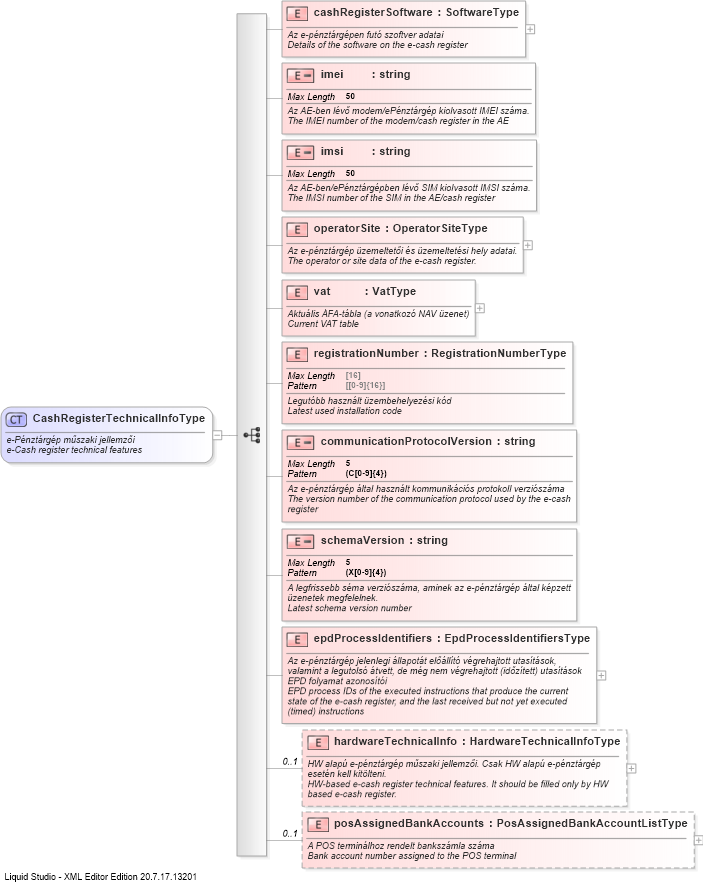 E cashRegisterSoftware : SoftwareType
Az e-pénztárgépen futó szoftver adatai
Details of the software on the e-cash register
E imei : string
Max Length 50
Az AE-ben lévő modem/ePénztárgép kiolvasott IMEI száma.
The IMEI number of the modem/cash register in the AE
E imsi : string
Max Length 50
Az AE-ben/ePénztárgépben lévő SIM kiolvasott IMSI száma.
The IMSI number of the SIM in the AE/cash register
E operatorSite : OperatorSiteType
Az e-pénztárgép üzemeltetői és üzemeltetési hely adatai.
The operator or site data of the e-cash register.
E vat : VatType
Aktuális ÁFA-tábla (a vonatkozó NAV üzenet)
Current VAT table
E registrationNumber : RegistrationNumberType
Max Length [16]
Pattern [[0-9]{16}]
Legutóbb használt üzembehelyezési kód
Latest used installation code
CT CashRegisterTechnicalInfoType
e-Pénztárgép műszaki jellemzői
e-Cash register technical features
E communicationProtocolVersion : string
Max Length 5
Pattern (C[0-9]{4})
Az e-pénztárgép által használt kommunikációs protokoll verziószáma
The version number of the communication protocol used by the e-cash
register
E schemaVersion : string
Max Length 5
Pattern (X[0-9]{4})
A legfrissebb séma verziószáma, aminek az e-pénztárgép által képzett
üzenetek megfelelnek.
Latest schema version number
E epdProcessIdentifiers : EpdProcessIdentifiersType
Az e-pénztárgép jelenlegi állapotát előállító végrehajtott utasítások,
valamint a legutolsó átvett, de még nem végrehajtott (időzített) utasítások
EPD folyamat azonosítói
EPD process IDs of the executed instructions that produce the current
state of the e-cash register, and the last received but not yet executed
(timed) instructions
0..1 E hardwareTechnicalInfo : HardwareTechnicalInfoType
HW alapú e-pénztárgép műszaki jellemzői. Csak HW alapú e-pénztárgép
esetén kell kitölteni.
HW-based e-cash register technical features. It should be filled only by HW
based e-cash register.
0..1 E posAssignedBankAccounts : PosAssignedBankAccountListType
A POS terminálhoz rendelt bankszámla száma
Bank account number assigned to the POS terminal
Liquid Studio - XML Editor Edition 20.7.17.13201